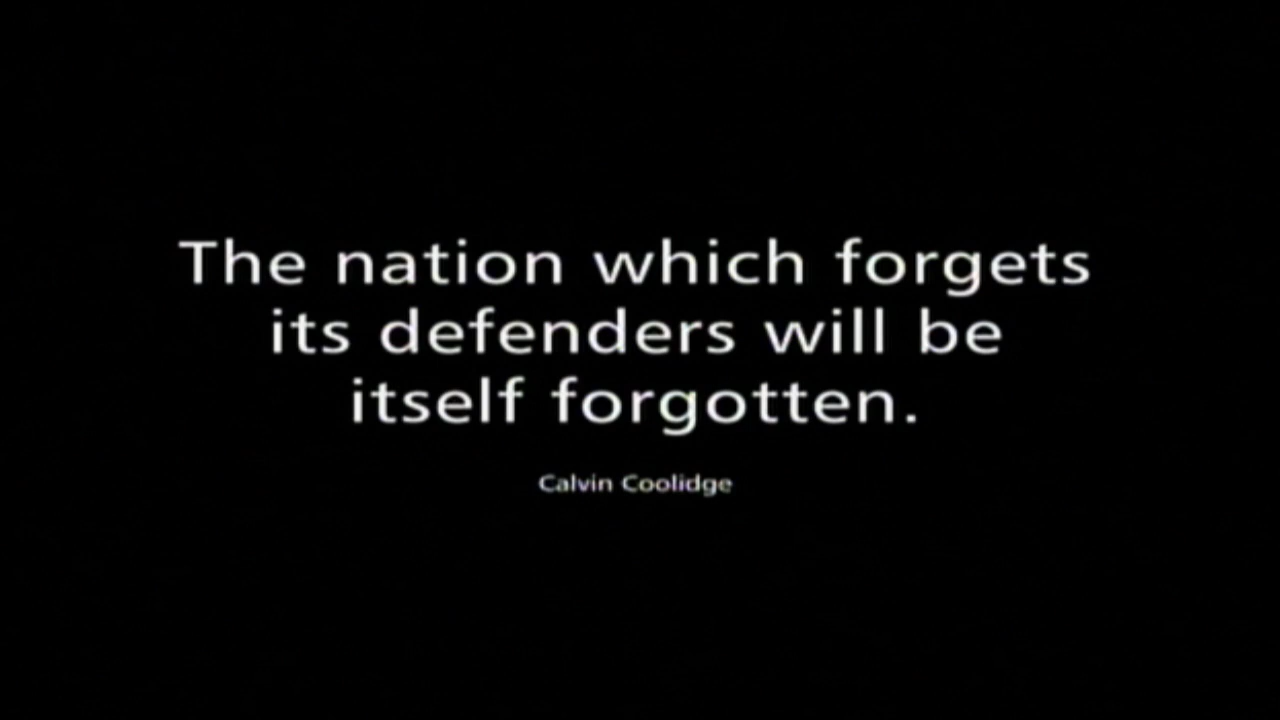 The nation which forgets
its defenders will be
itself forgotten.
Calvin Coolidge